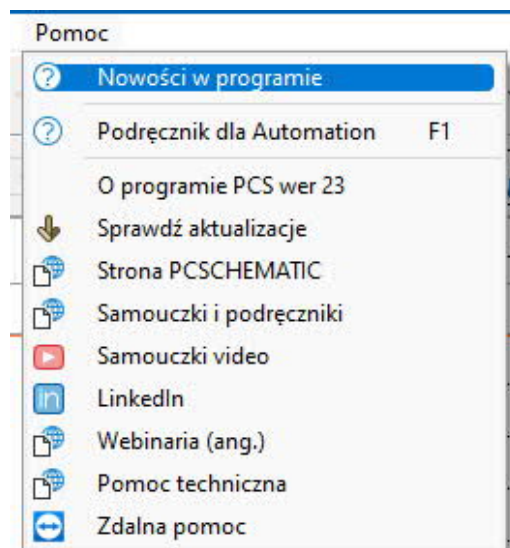 Pomoc
Nowości w programie
Podręcznik dla Automation F1
O programie PCS wer 23
Sprawdź aktualizacje
Strona PCSCHEMATIC
Samouczki i podręczniki
Samouczki video
LinkedIn
Webinaria (ang.)
Pomoc techniczna
Zdalna pomoc